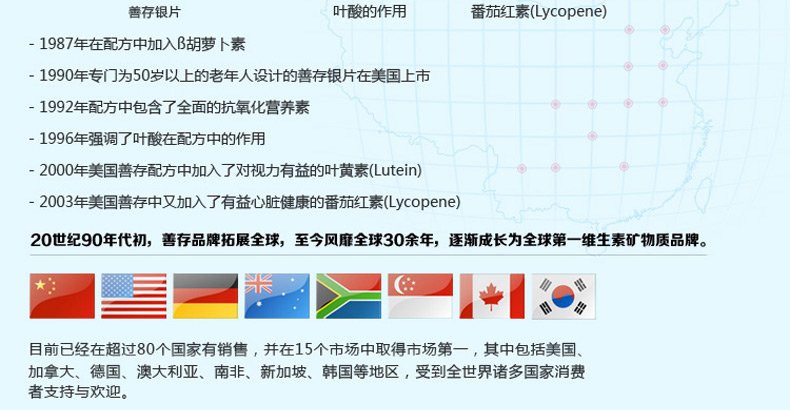 善存银片 叶酸的作用 番茄红素(Lycopene)
- 1987年在配方中加入ß胡萝卜素
- 1990年专门为50岁以上的老年人设计的善存银片在美国上市
- 1992年配方中包含了全面的抗氧化营养素
- 1996年强调了叶酸在配方中的作用
- 2000年美国善存配方中加入了对视力有益的叶黄素(Lutein)
- 2003年美国善存中又加入了有益心脏健康的番茄红素(Lycopene)
20世纪90年代初，善存品牌拓展全球，至今风靡全球30余年，逐渐成长为全球第一维生素矿物质品牌。
目前已经在超过80个国家有销售，并在15个市场中取得市场第一，其中包括美国、
加拿大、德国、澳大利亚、南非、新加坡、韩国等地区，受到全世界诸多国家消费
者支持与欢迎。